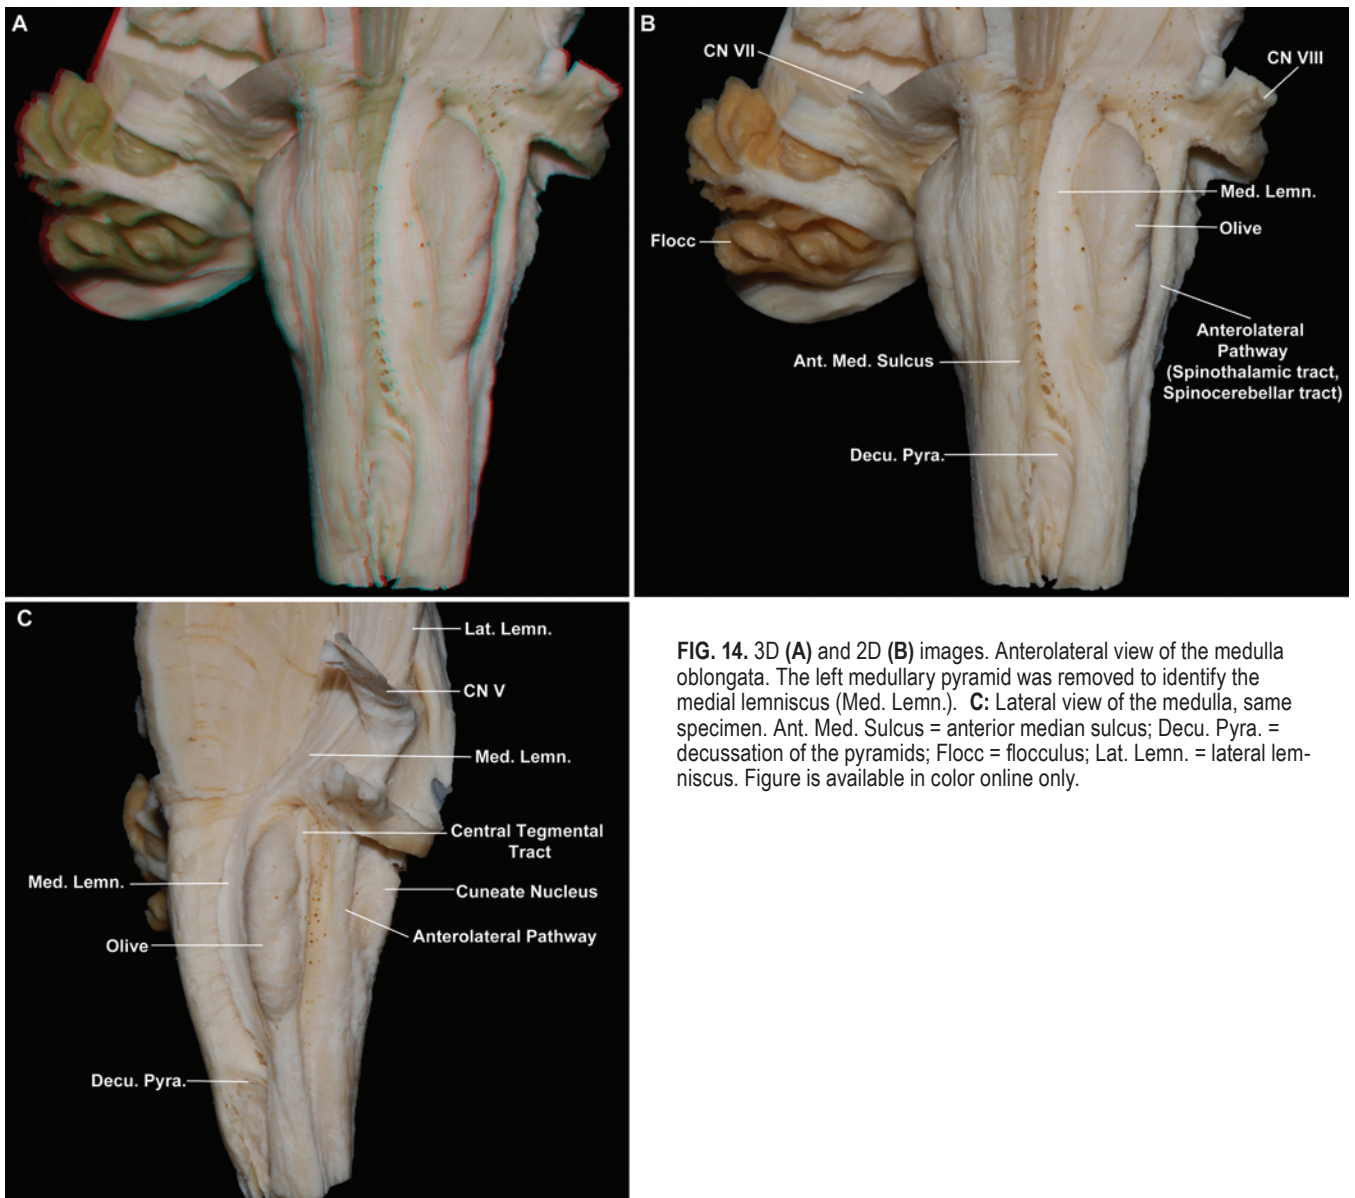 A
B
CN VII
CN VIII
Med. Lemn.
Olive
Flocc
Anterolateral
Pathway
(Spinothalamic tract,
Spinocerebellar tract)
Ant. Med. Sulcus
Decu. Pyra.
C
Lat. Lemn.
CN V
Med. Lemn.
Central Tegmental
Tract
Med. Lemn.
Cuneate Nucleus
Anterolateral Pathway
Olive
Decu. Pyra.
FIG. 14. 3D (A) and 2D (B) images. Anterolateral view of the medulla
oblongata. The left medullary pyramid was removed to identify the
medial lemniscus (Med. Lemn.). C: Lateral view of the medulla, same
specimen. Ant. Med. Sulcus = anterior median sulcus; Decu. Pyra. =
decussation of the pyramids; Flocc = flocculus; Lat. Lemn. = lateral lem-
niscus. Figure is available in color online only.